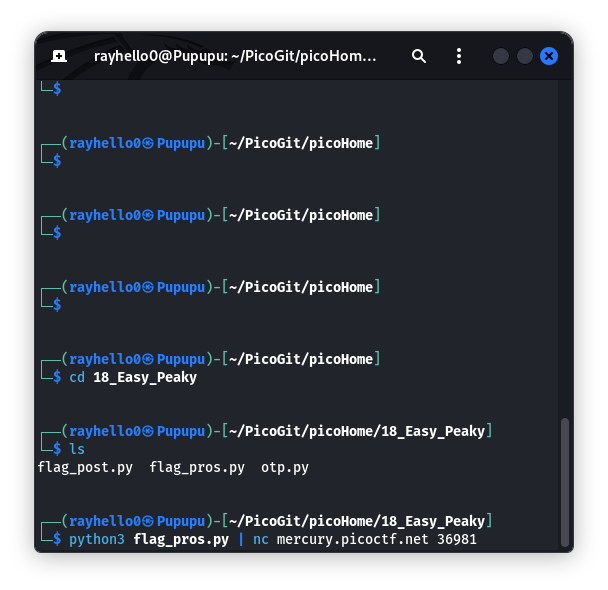 rayhello0@Pupupu: ~/PicoGit/picoHom...
└─$
┌──(rayhello0㉿Pupupu)-[~/PicoGit/picoHome]
└─$
┌──(rayhello0㉿Pupupu)-[~/PicoGit/picoHome]
└─$
┌──(rayhello0㉿Pupupu)-[~/PicoGit/picoHome]
└─$
┌──(rayhello0㉿Pupupu)-[~/PicoGit/picoHome]
└─$ cd 18_Easy_Peaky
┌──(rayhello0㉿Pupupu)-[~/PicoGit/picoHome/18_Easy_Peaky]
└─$ ls
flag_post.py  flag_pros.py  otp.py
┌──(rayhello0㉿Pupupu)-[~/PicoGit/picoHome/18_Easy_Peaky]
└─$ python3 flag_pros.py | nc mercury.picoctf.net 36981